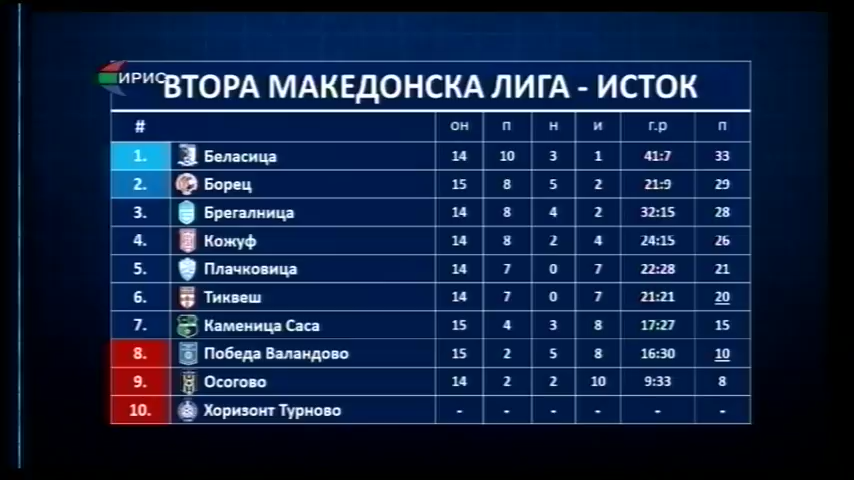 ИРИС
ВТОРА МАКЕДОНСКА ЛИГА - ИСТОК
# он п н и г.р п
1. Беласица 14 10 3 1 41:7 33
2. Борец 15 8 5 2 21:9 29
3. Брегалница 14 8 4 2 32:15 28
4. Кожуф 14 8 2 4 24:15 26
5. Плачковица 14 7 0 7 22:28 21
6. Тиквеш 14 7 0 7 21:21 20
7. Каменица Саса 15 4 3 8 17:27 15
8. Победа Валандово 15 2 5 8 16:30 10
9. Осогово 14 2 2 10 9:33 8
10. Хоризонт Турново - - - - - -